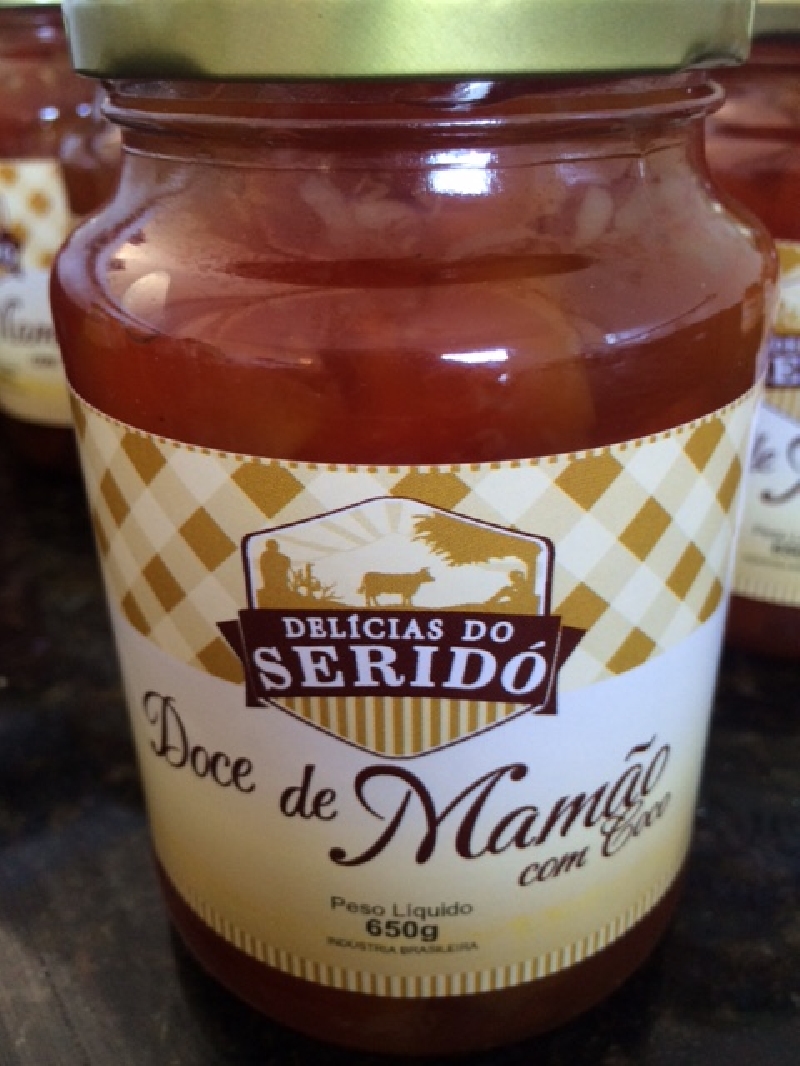 DELÍCIAS DO
SERIDÓ
Doce de Mamão
com Coco
Peso Líquido
650g
INDÚSTRIA BRASILEIRA